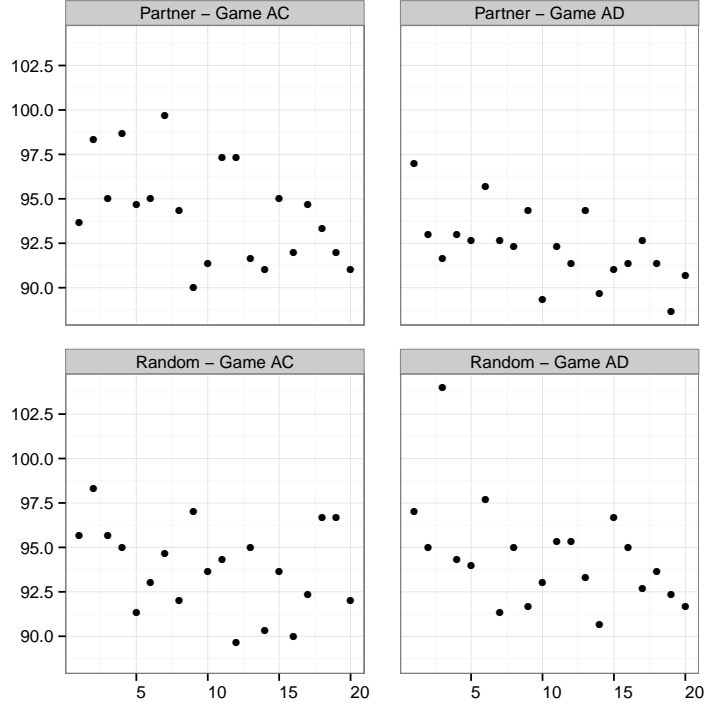 Partner – Game AC
Partner – Game AD
102.5
100.0
97.5
95.0
92.5
90.0
Random – Game AC
Random – Game AD
102.5
100.0
97.5
95.0
92.5
90.0
5 10 15 20 5 10 15 20